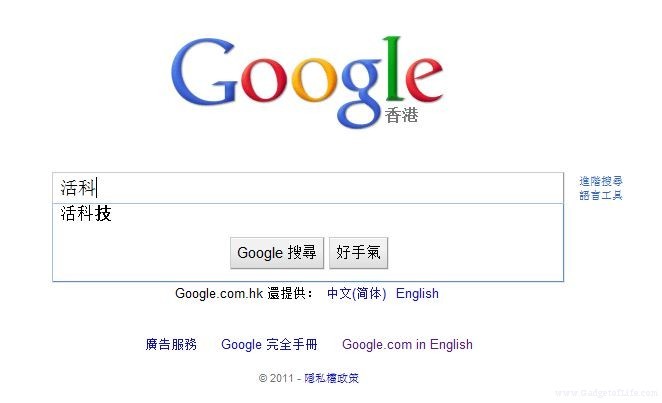 Google
香港
活科
進階搜尋
語言工具
活科技
Google 搜尋 好手氣
Google.com.hk 還提供： 中文(简体) English
廣告服務 Google 完全手冊 Google.com in English
© 2011 - 隱私權政策
www.GadgetofLife.com